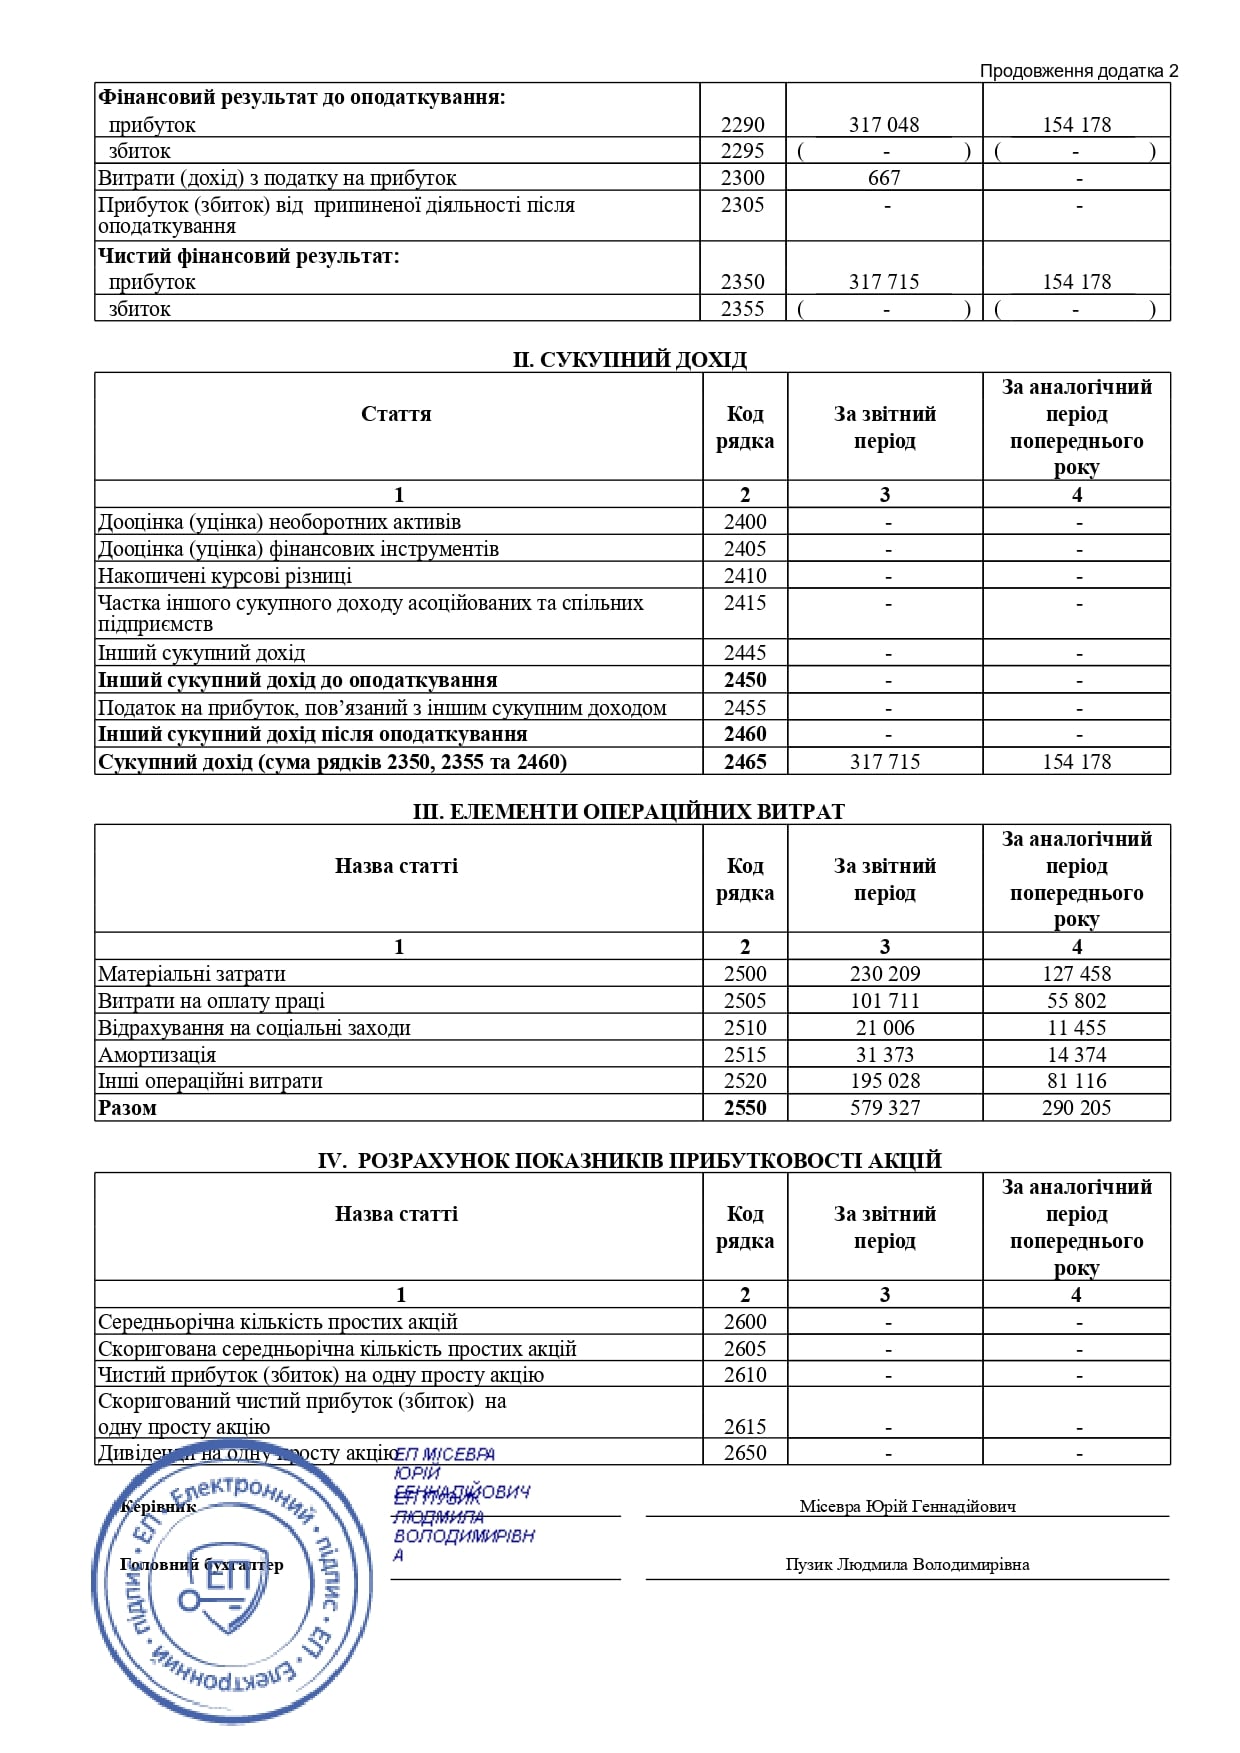 Продовження додатка 2
Фінансовий результат до оподаткування:
прибуток 2290 317 048 154 178
збиток 2295 ( - ) ( - )
Витрати (дохід) з податку на прибуток 2300 667 -
Прибуток (збиток) від припиненої діяльності після 2305 - -
оподаткування
Чистий фінансовий результат:
прибуток 2350 317 715 154 178
збиток 2355 ( - ) ( - )
ІІ. СУКУПНИЙ ДОХІД
За аналогічний
Стаття Код За звітний період
рядка період попереднього
року
1 2 3 4
Дооцінка (уцінка) необоротних активів 2400 - -
Дооцінка (уцінка) фінансових інструментів 2405 - -
Накопичені курсові різниці 2410 - -
Частка іншого сукупного доходу асоційованих та спільних 2415 - -
підприємств
Інший сукупний дохід 2445 - -
Інший сукупний дохід до оподаткування 2450 - -
Податок на прибуток, пов’язаний з іншим сукупним доходом 2455 - -
Інший сукупний дохід після оподаткування 2460 - -
Сукупний дохід (сума рядків 2350, 2355 та 2460) 2465 317 715 154 178
ІІІ. ЕЛЕМЕНТИ ОПЕРАЦІЙНИХ ВИТРАТ
За аналогічний
Назва статті Код За звітний період
рядка період попереднього
року
1 2 3 4
Матеріальні затрати 2500 230 209 127 458
Витрати на оплату праці 2505 101 711 55 802
Відрахування на соціальні заходи 2510 21 006 11 455
Амортизація 2515 31 373 14 374
Інші операційні витрати 2520 195 028 81 116
Разом 2550 579 327 290 205
ІV. РОЗРАХУНОК ПОКАЗНИКІВ ПРИБУТКОВОСТІ АКЦІЙ
За аналогічний
Назва статті Код За звітний період
рядка період попереднього
року
1 2 3 4
Середньорічна кількість простих акцій 2600 - -
Скоригована середньорічна кількість простих акцій 2605 - -
Чистий прибуток (збиток) на одну просту акцію 2610 - -
Скоригований чистий прибуток (збиток) на
одну просту акцію 2615 - -
Дивіденди на одну просту акцію 2650 - -
ЕП МІСЕВРА
ЮРІЙ
ГЕННАДІЙОВИЧ
Керівник Місевра Юрій Геннадійович
ЕП ПУЗИК
ЛЮДМИЛА
ВОЛОДИМИРІВН
А
Головний бухгалтер Пузик Людмила Володимирівна
ЕП • Електронний • підпис • ЕП • Електронний • підпис •
ЕП